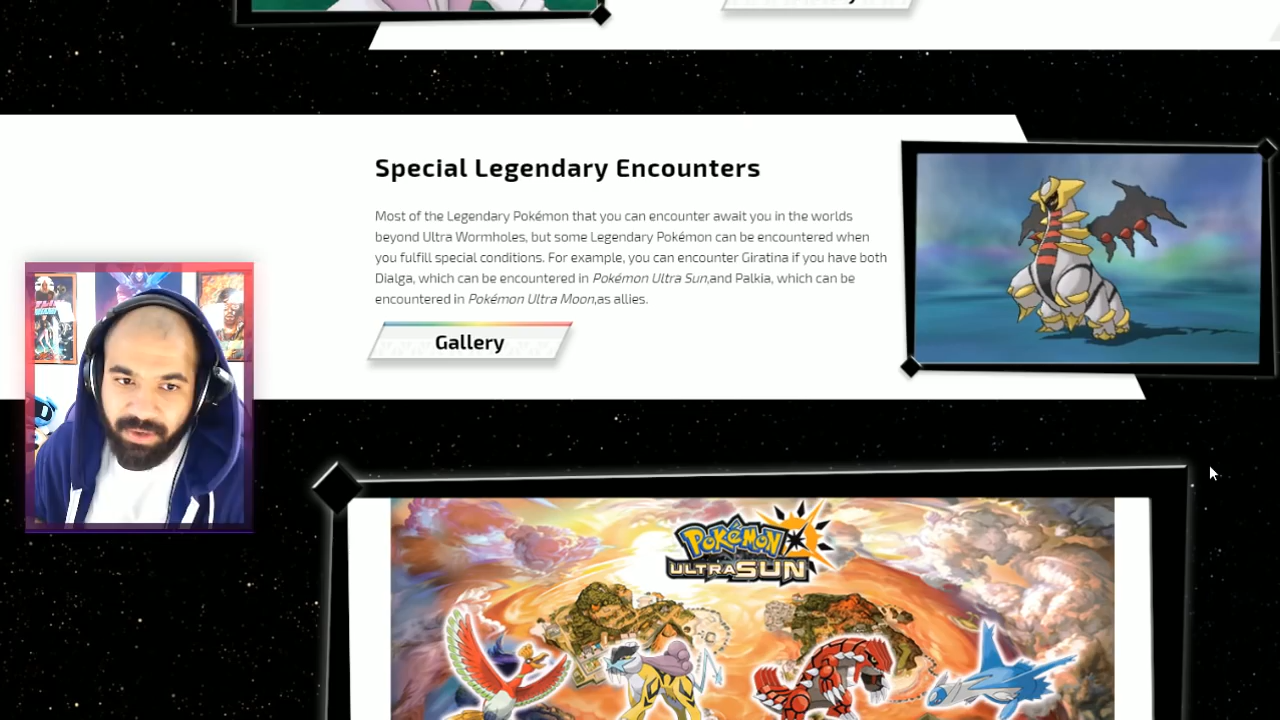 Special Legendary Encounters
Most of the Legendary Pokémon that you can encounter await you in the worlds
beyond Ultra Wormholes, but some Legendary Pokémon can be encountered when
you fulfill special conditions. For example, you can encounter Giratina if you have both
Dialga, which can be encountered in Pokémon Ultra Sun,and Palkia, which can be
encountered in Pokémon Ultra Moon,as allies.
Gallery
POKéMON
ULTRA SUN